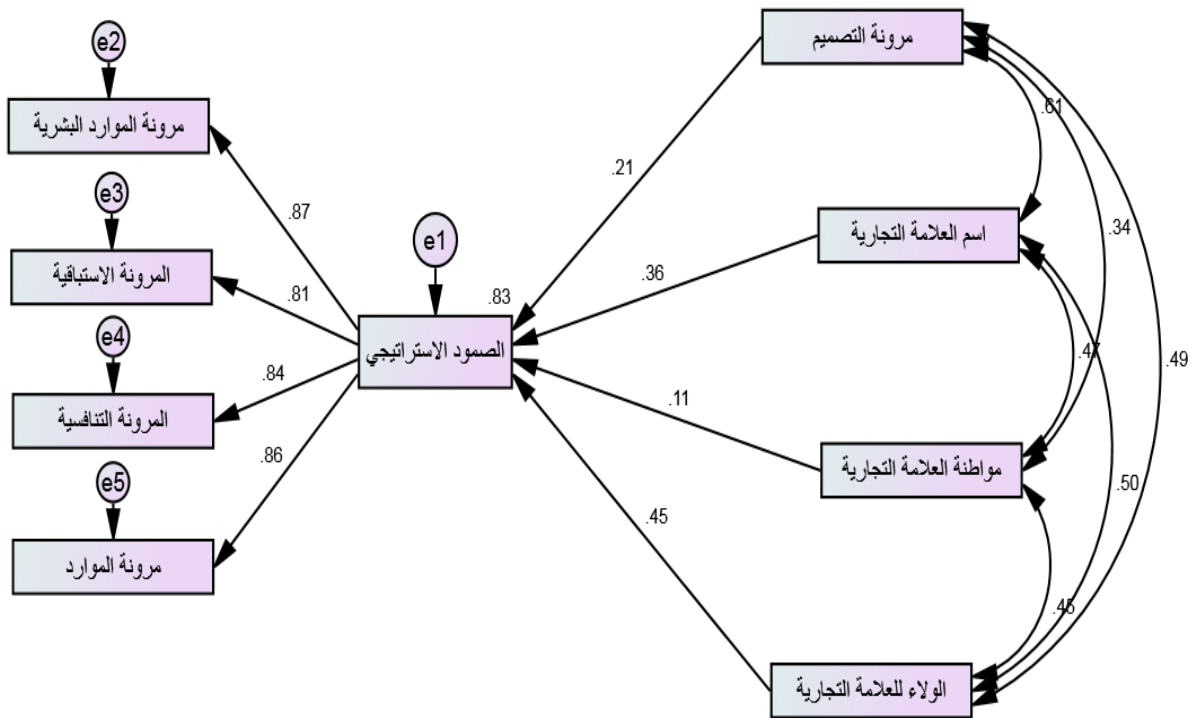 e2
مرونة الموارد البشرية
e3
المرونة الاستباقية
e4
المرونة التنافسية
e5
مرونة الموارد
.87
.81
.84
.86
e1
.83
الصمود الاستراتيجي
.21
.36
.11
.45
مرونة التصميم
اسم العلامة التجارية
مواطنة العلامة التجارية
الولاء للعلامة التجارية
.61
.34
.47
.49
.50
.45